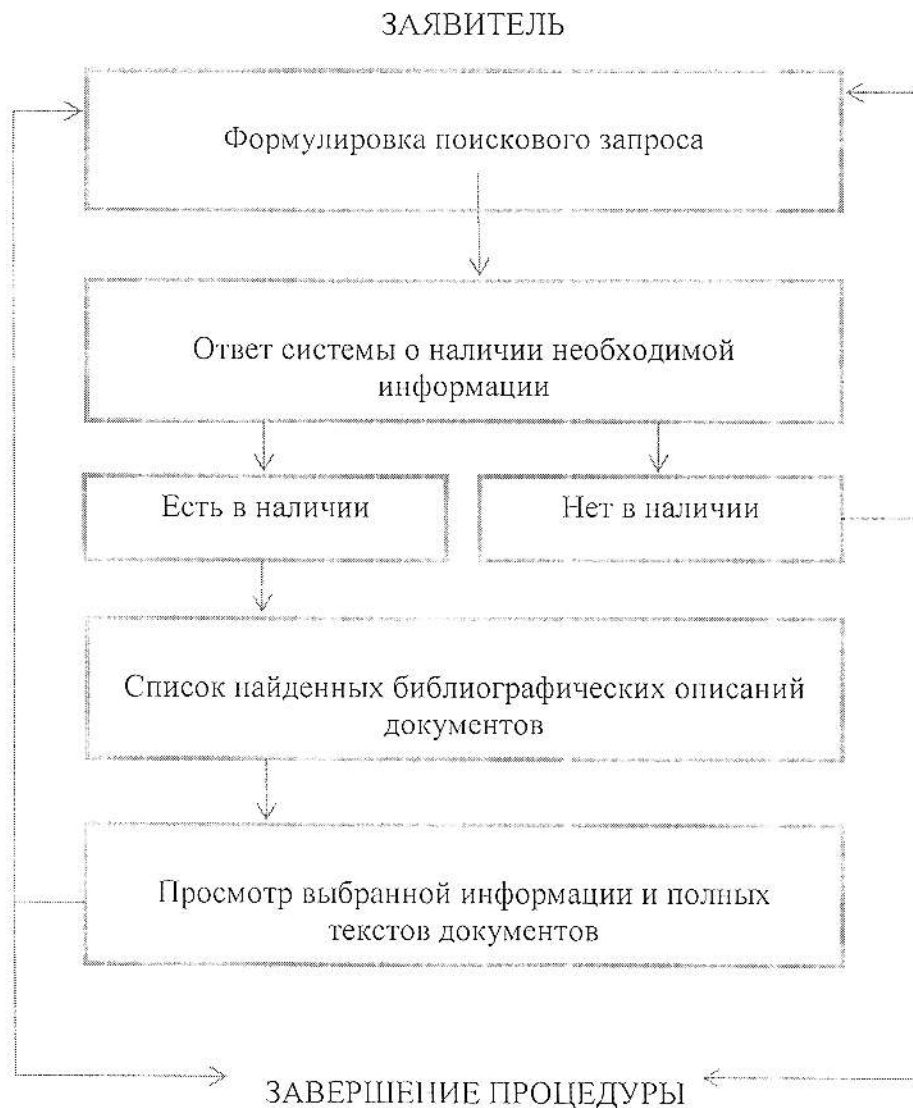 ЗАЯВИТЕЛЬ
Формулировка поискового запроса
Ответ системы о наличии необходимой
информации
Есть в наличии
Нет в наличии
Список найденных библиографических описаний
документов
Просмотр выбранной информации и полных
текстов документов
ЗАВЕРШЕНИЕ ПРОЦЕДУРЫ